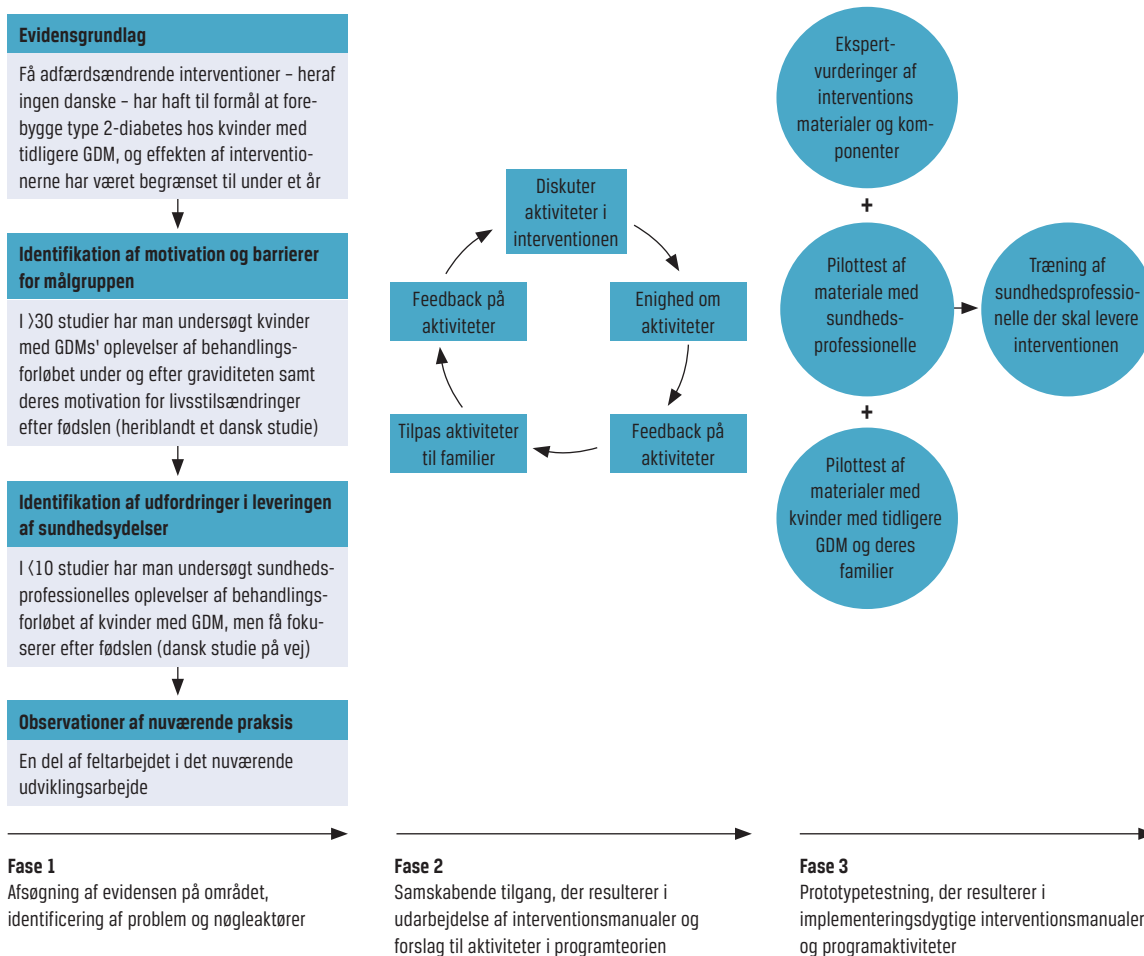 Evidensgrundlag
Få adfærdsændrende interventioner – heraf
ingen danske – har haft til formål at fore-
bygge type 2-diabetes hos kvinder med
tidligere GDM, og effekten af interventio-
nerne har været begrænset til under et år
Identifikation af motivation og barrierer
for målgruppen
I >30 studier har man undersøgt kvinder
med GDMs' oplevelser af behandlings-
forløbet under og efter graviditeten samt
deres motivation for livsstilsændringer
efter fødslen (heriblandt et dansk studie)
Identifikation af udfordringer i leveringen
af sundhedsydelser
I <10 studier har man undersøgt sundheds-
professionelles oplevelser af behandlings-
forløbet af kvinder med GDM, men få foku-
serer efter fødslen (dansk studie på vej)
Observationer af nuværende praksis
En del af feltarbejdet i det nuværende
udviklingsarbejde
Fase 1
Afsøgning af evidensen på området,
identificering af problem og nøgleaktører
Diskuter
aktiviteter i
interventionen
Enighed om
aktiviteter
Feedback på
aktiviteter
Tilpas aktiviteter
til familier
Feedback på
aktiviteter
Fase 2
Samskabende tilgang, der resulterer i
udarbejdelse af interventionsmanualer og
forslag til aktiviteter i programteorien
Ekspert-
vurderinger af
interventions
materialer og kom-
ponenter
+
Pilottest af
materiale med
sundheds-
professionelle
+
Pilottest af
materialer med
kvinder med tidligere
GDM og deres
familier
Træning af
sundhedsprofessio-
nelle der skal levere
interventionen
Fase 3
Prototypetestning, der resulterer i
implementeringsdygtige interventionsmanualer
og programaktiviteter